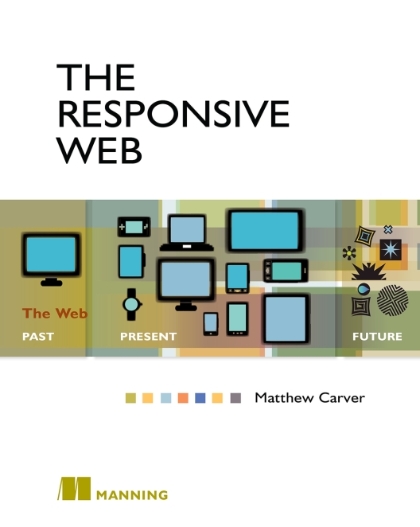 THE
RESPONSIVE
WEB
The Web
PAST PRESENT FUTURE
Matthew Carver
MANNING